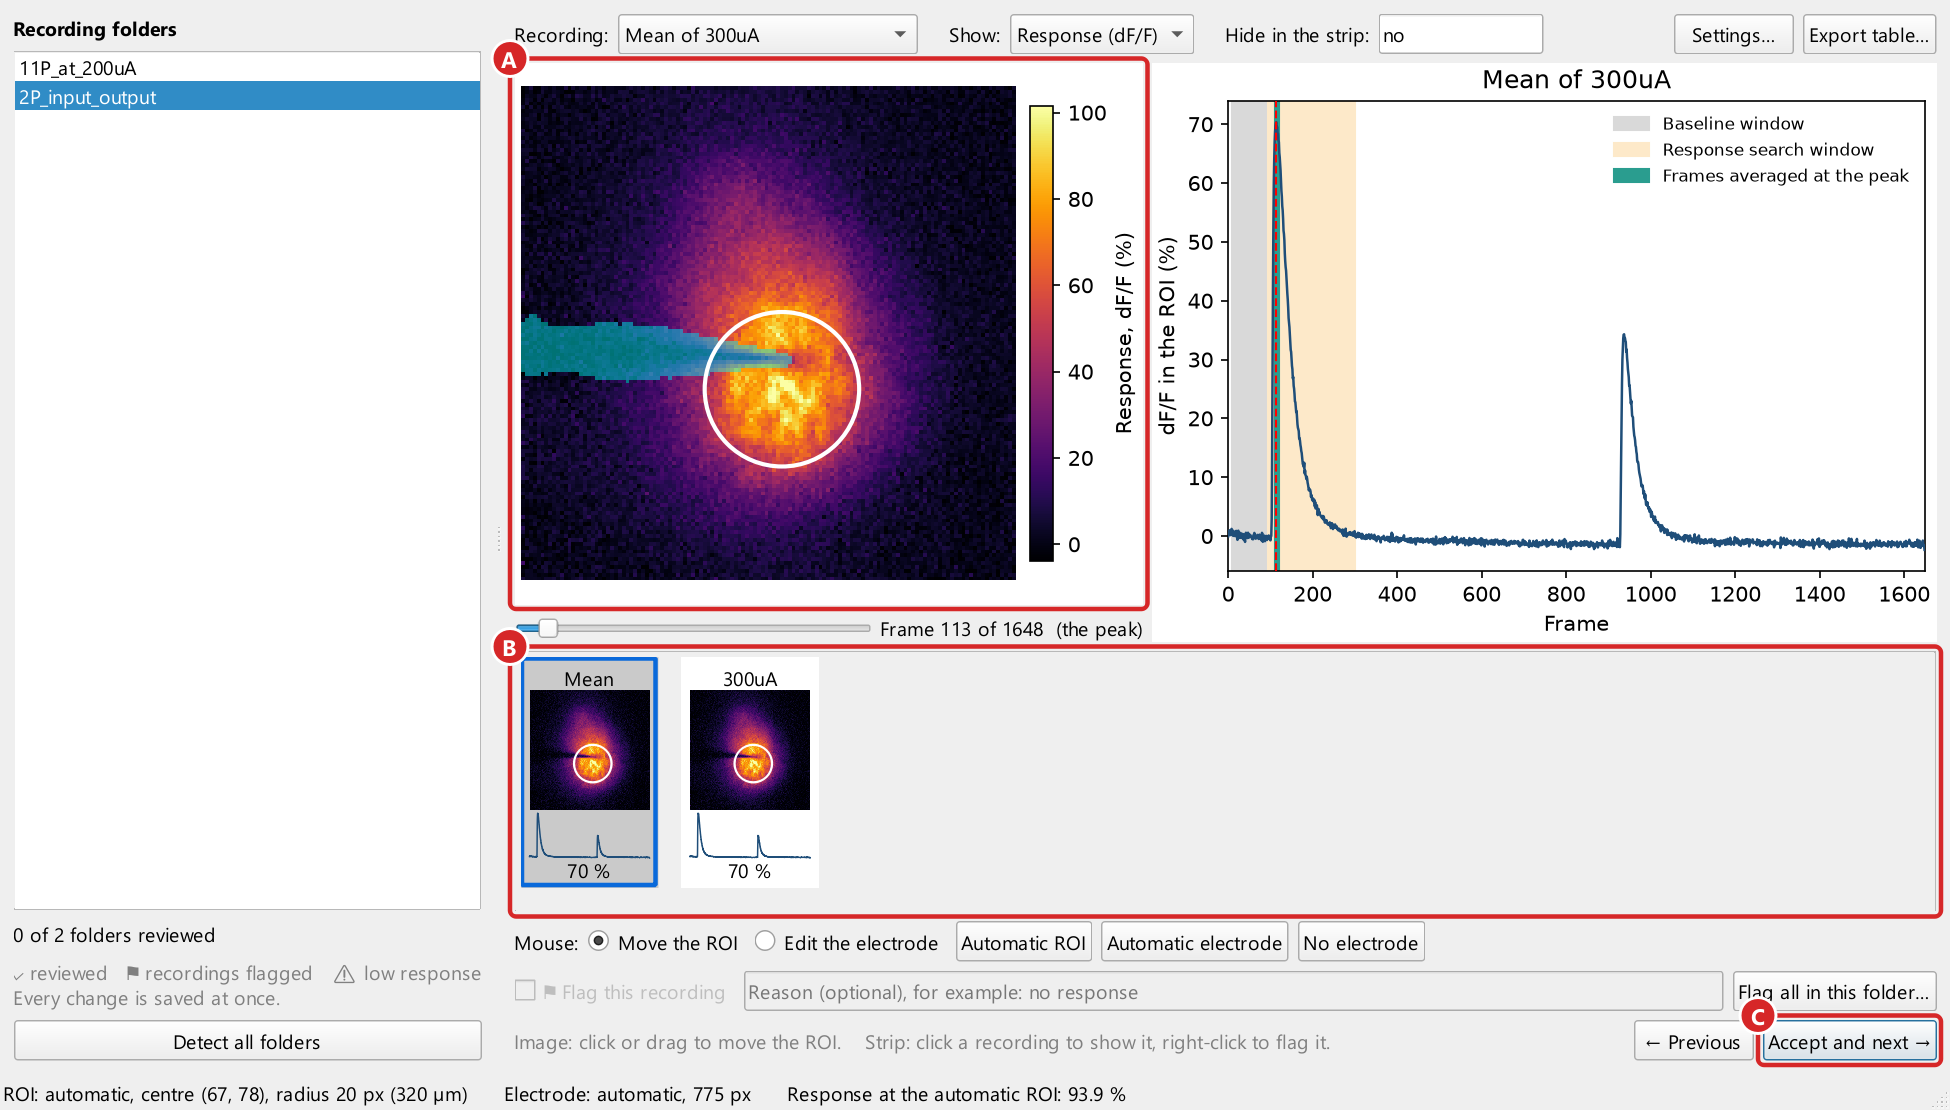 Recording folders
11P_at_200uA
2P_input_output
0 of 2 folders reviewed
✓ reviewed ⚑ recordings flagged ⚠ low response
Every change is saved at once.
Detect all folders
Recording: Mean of 300uA Show: Response (dF/F) Hide in the strip: no Settings... Export table...
A
100
80
60
40
20
0
Response, dF/F (%)
Frame 113 of 1648 (the peak)
Mean of 300uA
Baseline window
Response search window
Frames averaged at the peak
70
60
50
40
30
20
10
0
dF/F in the ROI (%)
0 200 400 600 800 1000 1200 1400 1600
Frame
B
Mean 300uA
70 % 70 %
Mouse: Move the ROI Edit the electrode Automatic ROI Automatic electrode No electrode
⚑ Flag this recording Reason (optional), for example: no response Flag all in this folder...
C
Image: click or drag to move the ROI. Strip: click a recording to show it, right-click to flag it. ← Previous Accept and next →
ROI: automatic, centre (67, 78), radius 20 px (320 µm) Electrode: automatic, 775 px Response at the automatic ROI: 93.9 %